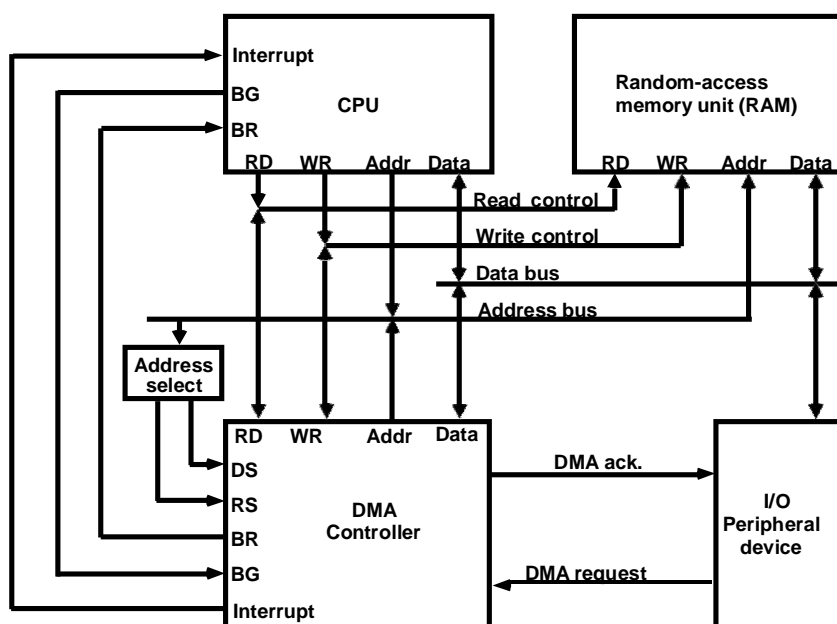 Interrupt
BG
BR
CPU
RD WR Addr Data
Random-access
memory unit (RAM)
RD WR Addr Data
Read control
Write control
Data bus
Address bus
Address
select
RD WR Addr Data
DS
RS
BR
BG
Interrupt
DMA
Controller
DMA ack.
DMA request
I/O
Peripheral
device